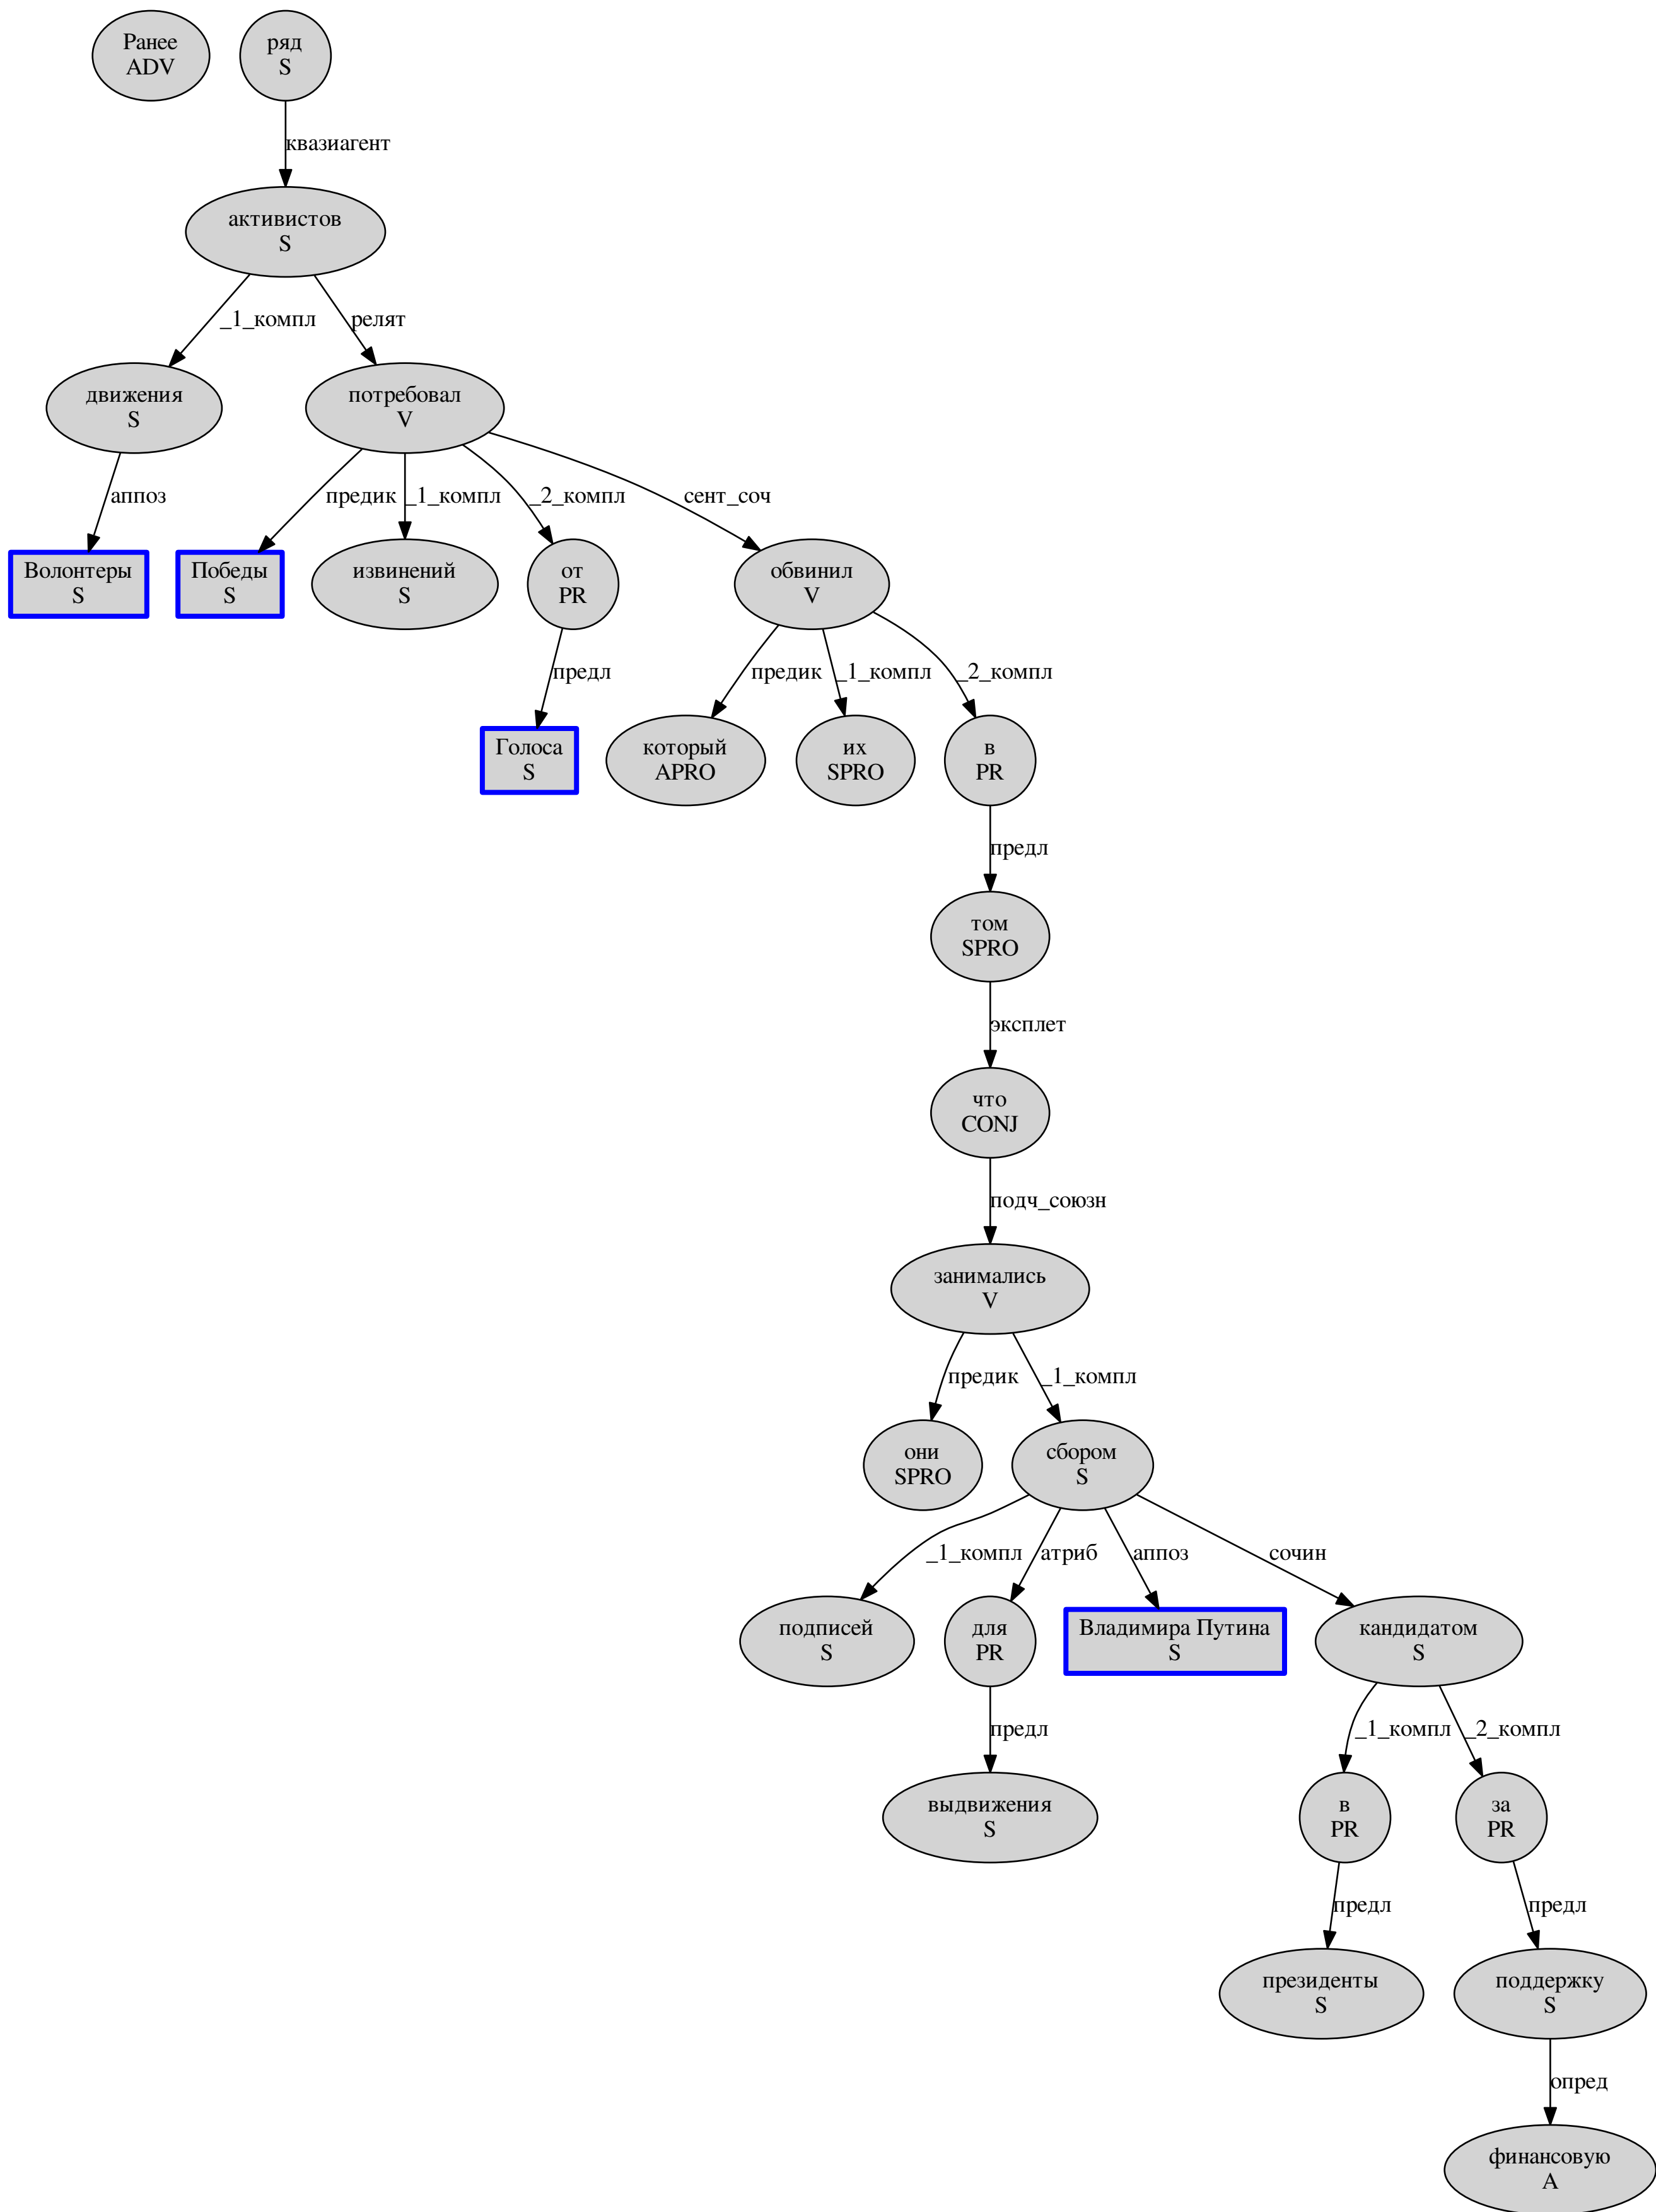 Ранее
ADV
ряд
S
квазиагент
активистов
S
_1_компл
релят
движения
S
потребовал
V
аппоз
предик
_1_компл
_2_компл
сент_соч
Волонтеры
S
Победы
S
извинений
S
от
PR
обвинил
V
предл
предик
_1_компл
_2_компл
Голоса
S
который
APRO
их
SPRO
в
PR
предл
том
SPRO
эксплет
что
CONJ
подч_союзн
занимались
V
предик
_1_компл
они
SPRO
сбором
S
_1_компл
атриб
аппоз
сочин
подписей
S
для
PR
Владимира Путина
S
кандидатом
S
предл
_1_компл
_2_компл
выдвижения
S
в
PR
за
PR
предл
предл
президенты
S
поддержку
S
опред
финансовую
A